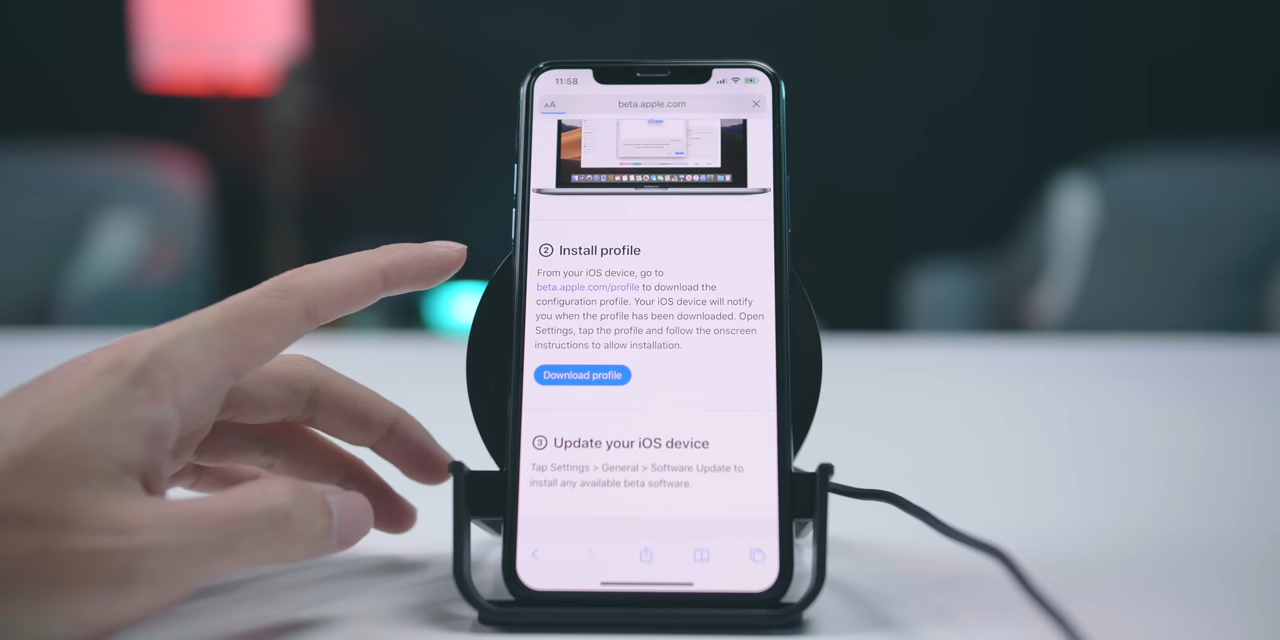 11:58
AA beta.apple.com
2 Install profile
From your iOS device, go to
beta.apple.com/profile to download the
configuration profile. Your iOS device will notify
you when the profile has been downloaded. Open
Settings, tap the profile and follow the onscreen
instructions to allow installation.
Download profile
3 Update your iOS device
Tap Settings > General > Software Update to
install any available beta software.